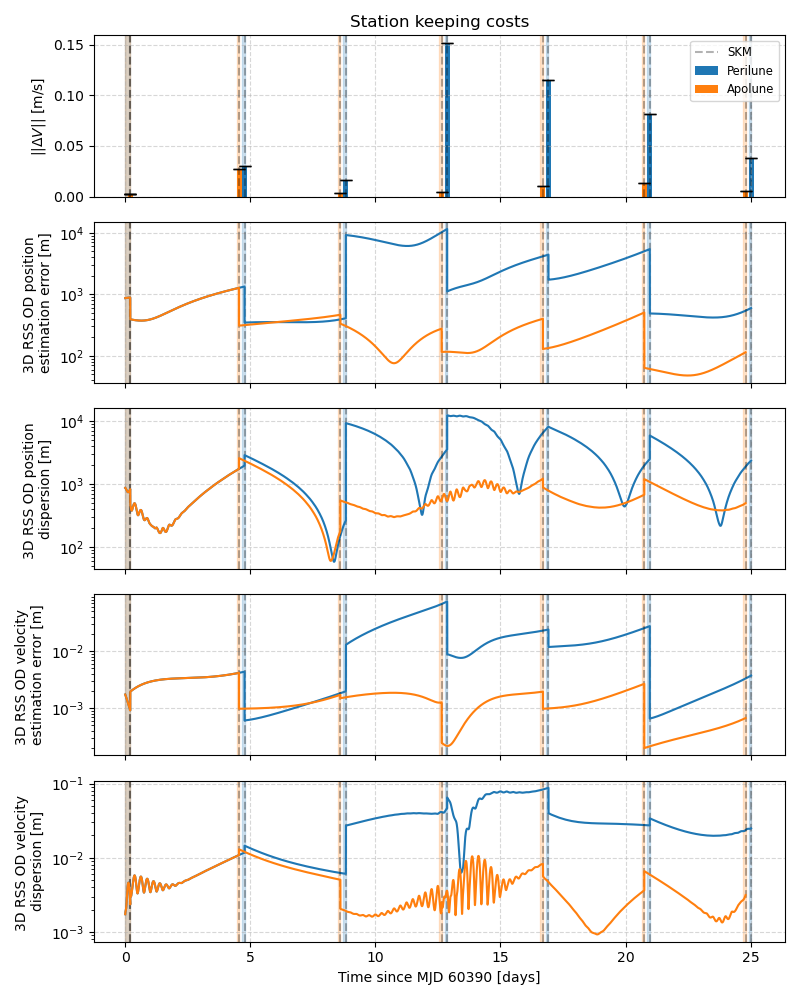 Station keeping costs
||ΔV|| [m/s]
0.15
0.10
0.05
0.00
SKM
Perilune
Apolune
3D RSS OD position
estimation error [m]
10⁴
10³
10²
3D RSS OD position
dispersion [m]
10⁴
10³
10²
3D RSS OD velocity
estimation error [m]
10⁻²
10⁻³
3D RSS OD velocity
dispersion [m]
10⁻¹
10⁻²
10⁻³
0 5 10 15 20 25
Time since MJD 60390 [days]